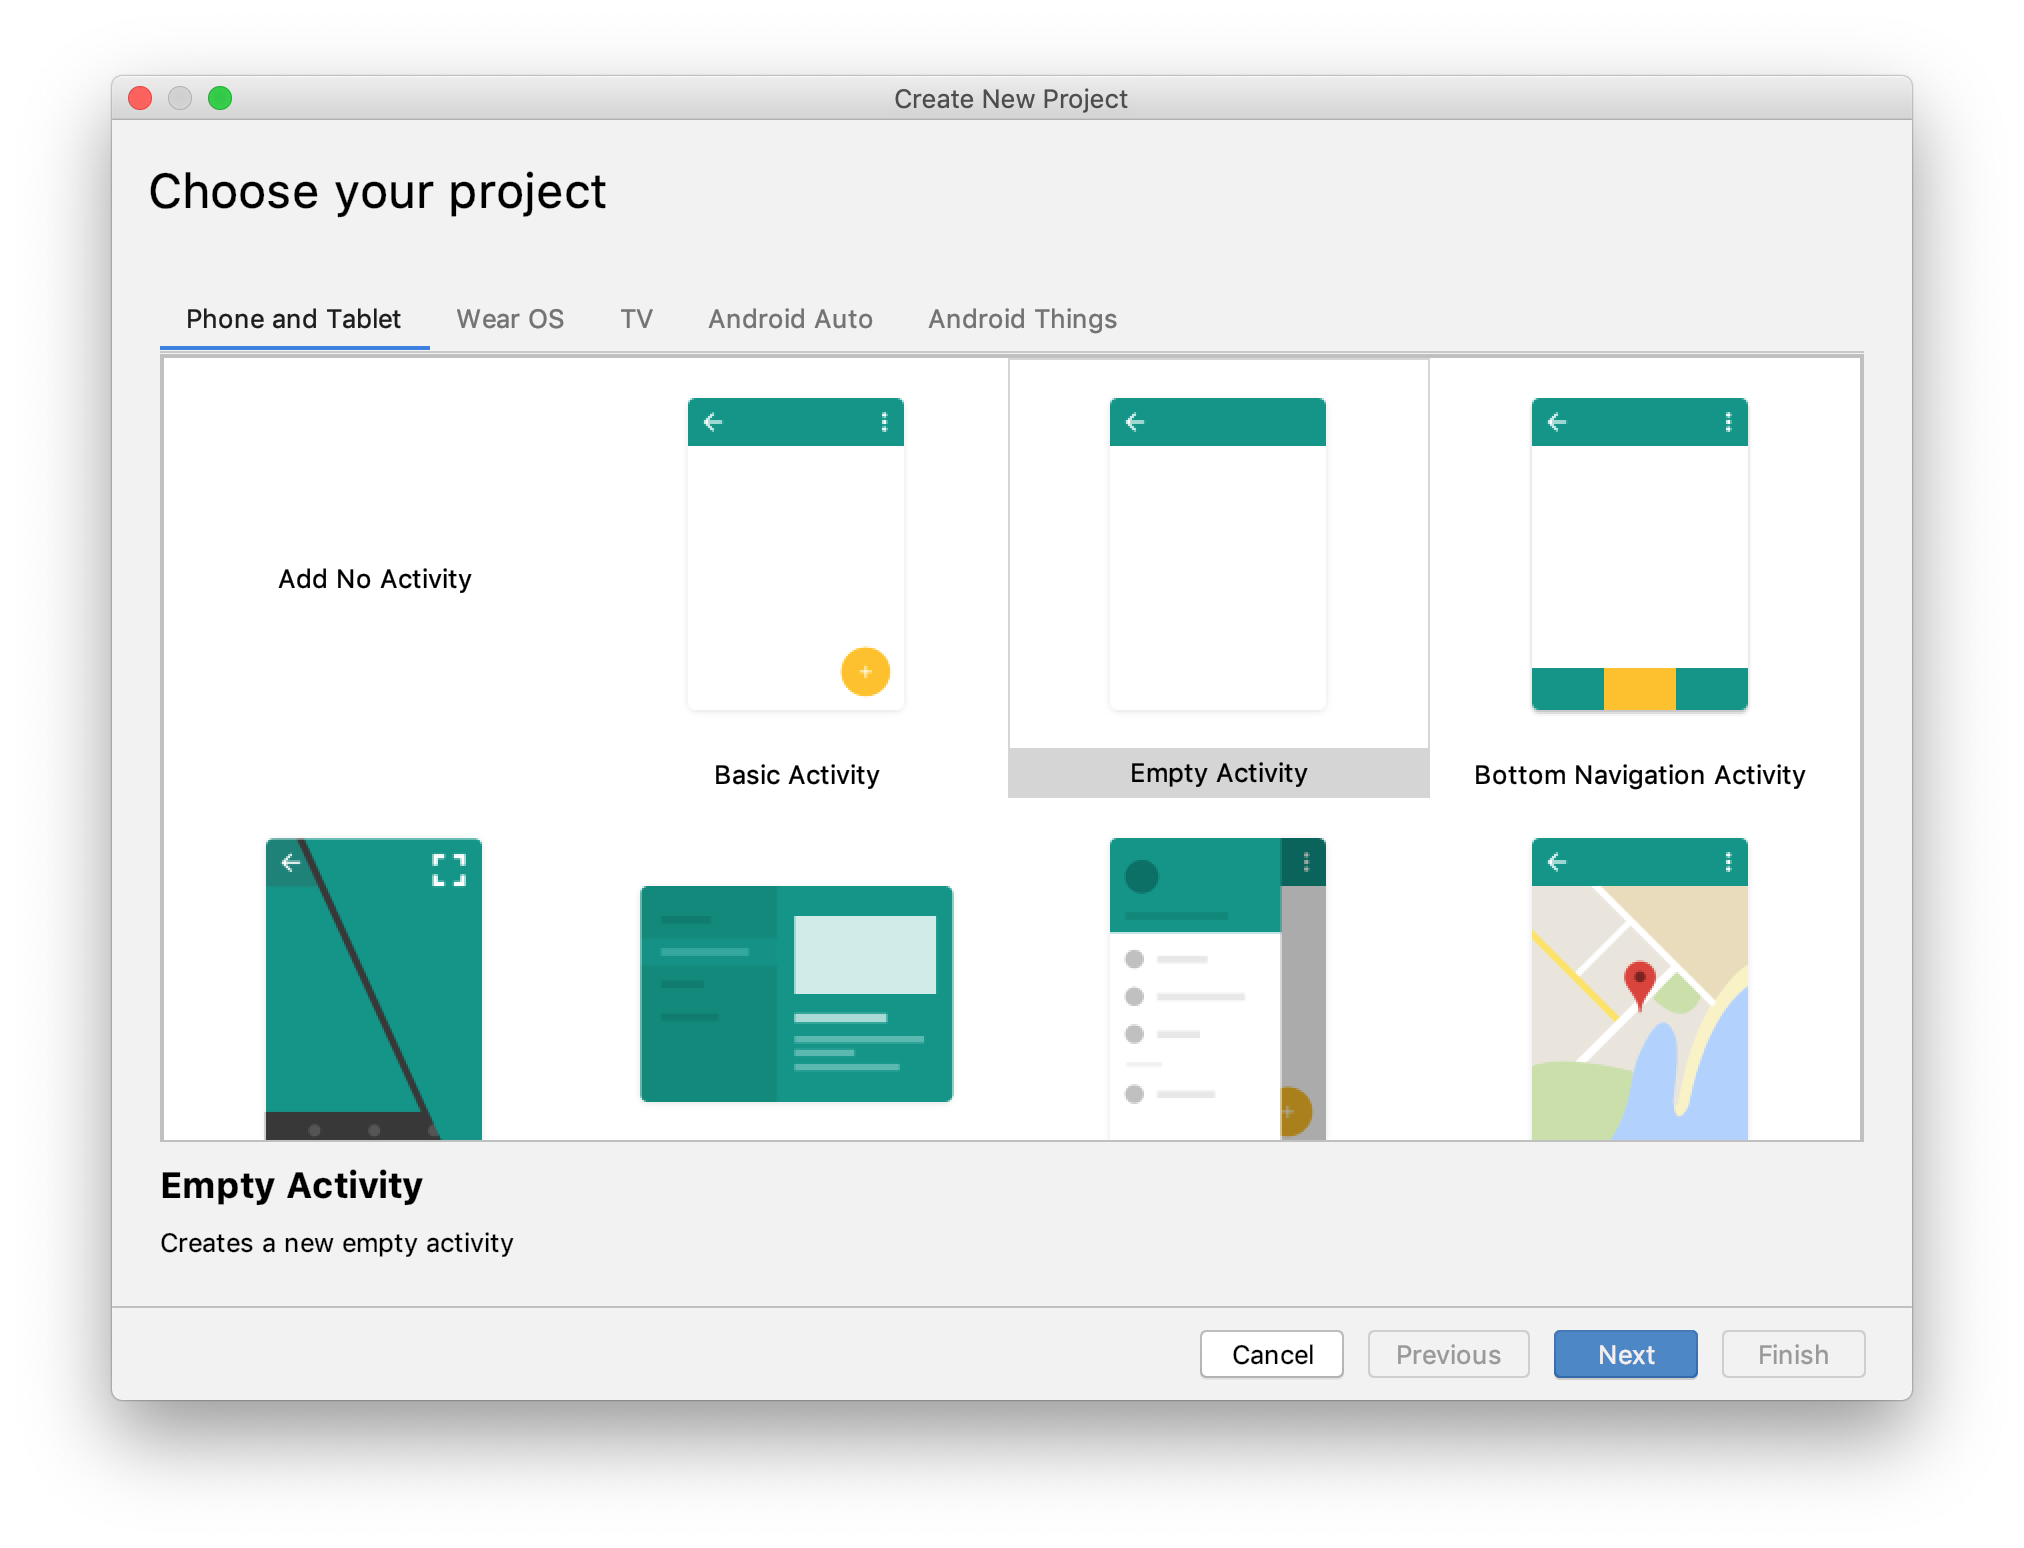 Create New Project
Choose your project
Phone and Tablet
Wear OS
TV
Android Auto
Android Things
Add No Activity
Basic Activity
Empty Activity
Bottom Navigation Activity
Empty Activity
Creates a new empty activity
Cancel
Previous
Next
Finish